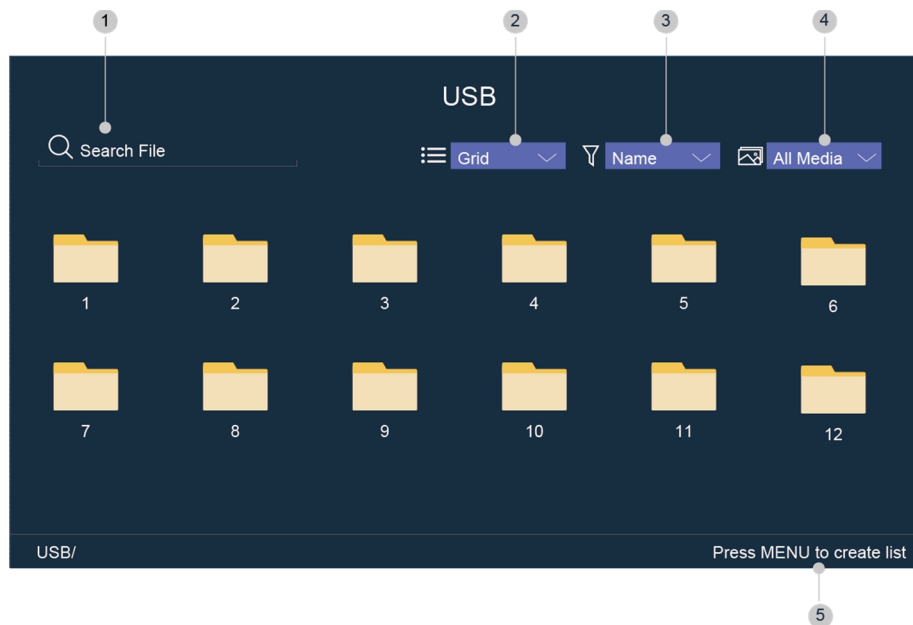 1 2 3 4
USB
Search File Grid Name All Media
1 2 3 4 5 6
7 8 9 10 11 12
USB/ Press MENU to create list
5